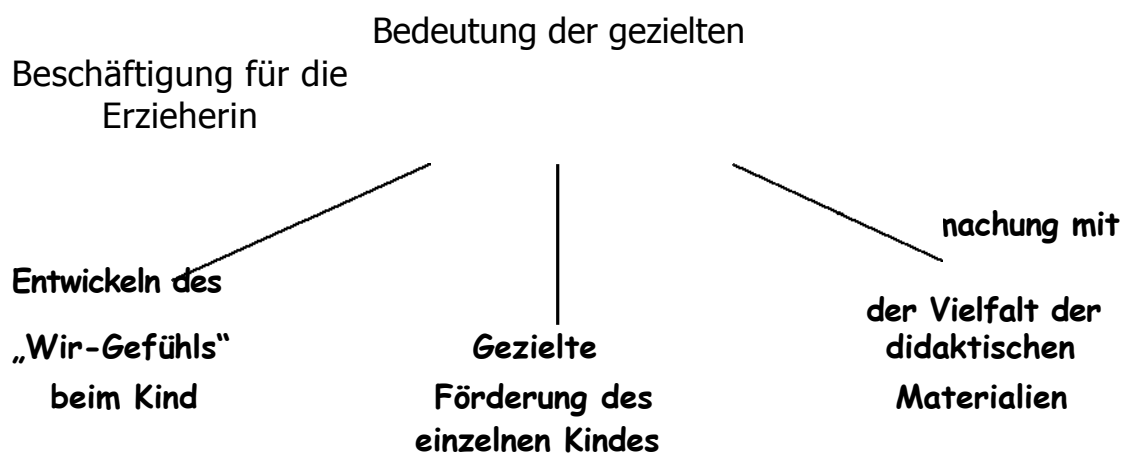 Bedeutung der gezielten
Beschäftigung für die
Erzieherin
Entwickeln des
„Wir-Gefühls“
beim Kind
Gezielte
Förderung des
einzelnen Kindes
mit
der Vielfalt der
didaktischen
Materialien